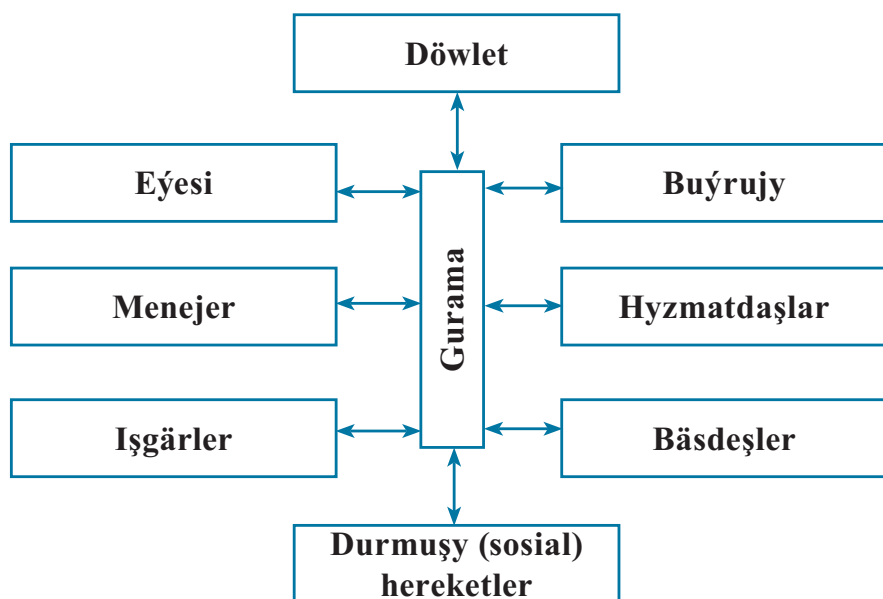 Döwlet
Eýesi
Buýrujy
Menejer
Gurama
Hyzmatdaşlar
Işgärler
Bäsdeşler
Durmuşy (sosial)
hereketler